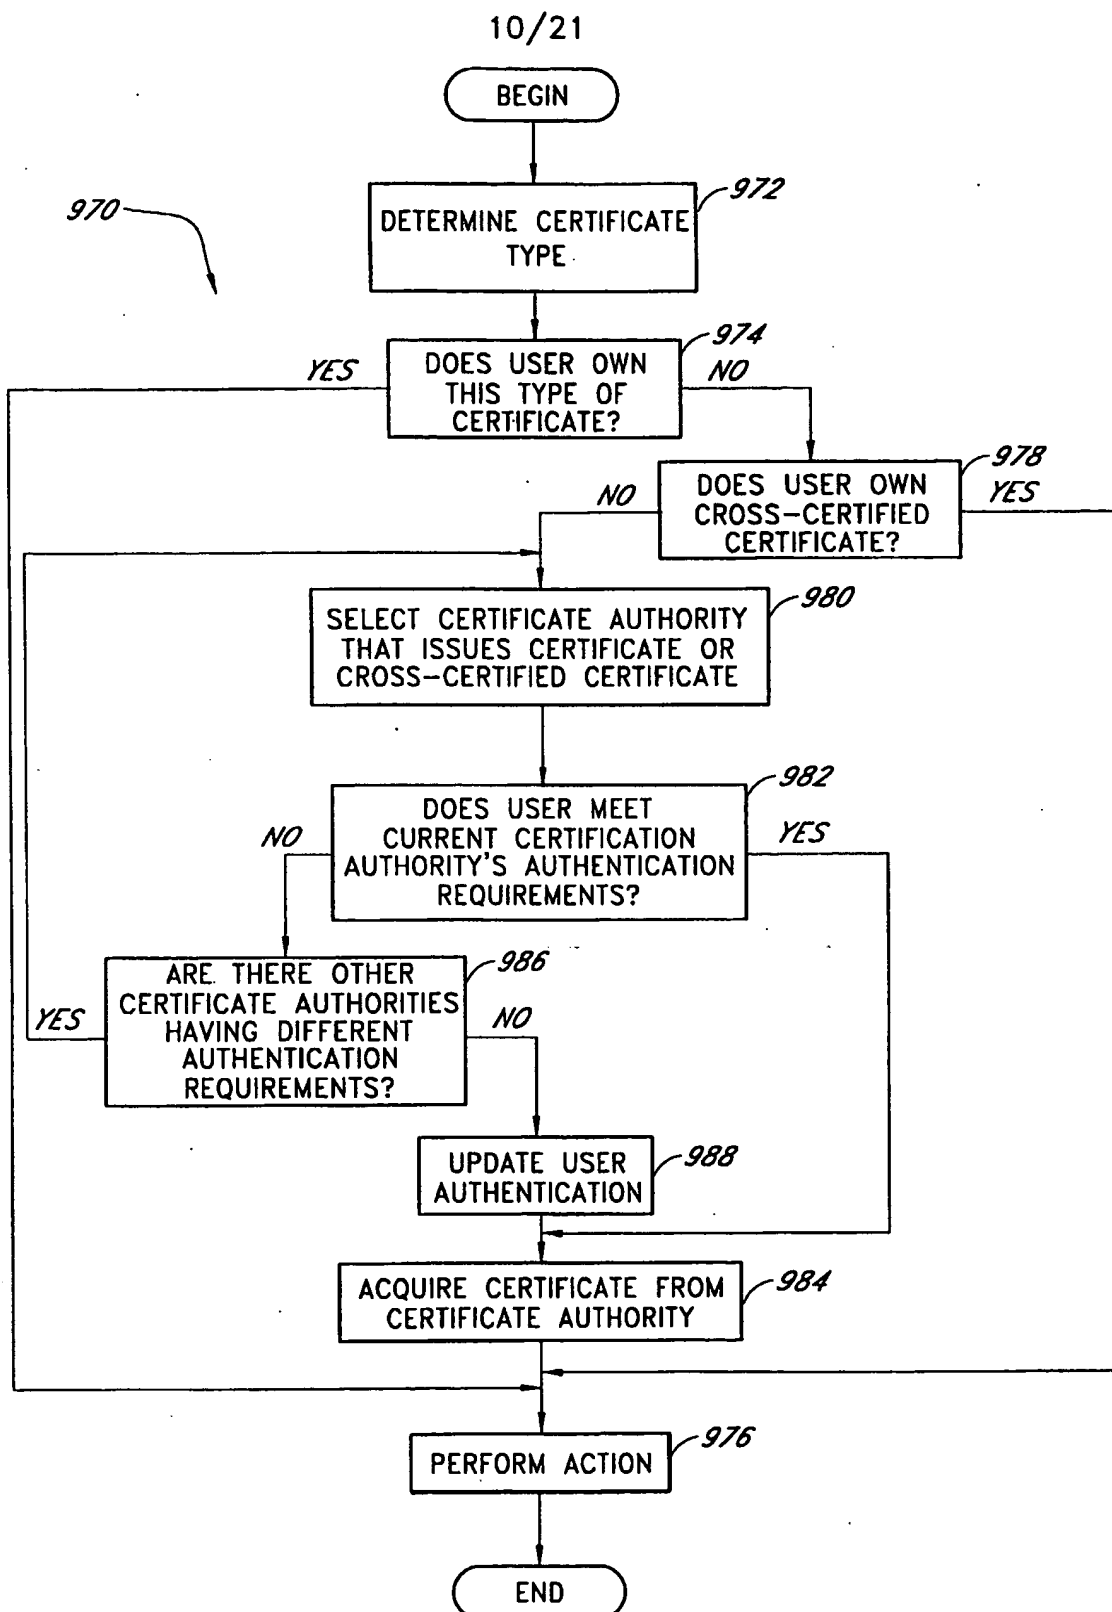 10/21
BEGIN
972
DETERMINE CERTIFICATE
TYPE
970
974
YES
DOES USER OWN
THIS TYPE OF
CERTIFICATE?
NO
978
NO
DOES USER OWN
CROSS-CERTIFIED
CERTIFICATE?
YES
980
SELECT CERTIFICATE AUTHORITY
THAT ISSUES CERTIFICATE OR
CROSS-CERTIFIED CERTIFICATE
982
DOES USER MEET
CURRENT CERTIFICATION
AUTHORITY'S AUTHENTICATION
REQUIREMENTS?
NO
YES
986
ARE THERE OTHER
CERTIFICATE AUTHORITIES
HAVING DIFFERENT
AUTHENTICATION
REQUIREMENTS?
YES
NO
988
UPDATE USER
AUTHENTICATION
984
ACQUIRE CERTIFICATE FROM
CERTIFICATE AUTHORITY
976
PERFORM ACTION
END